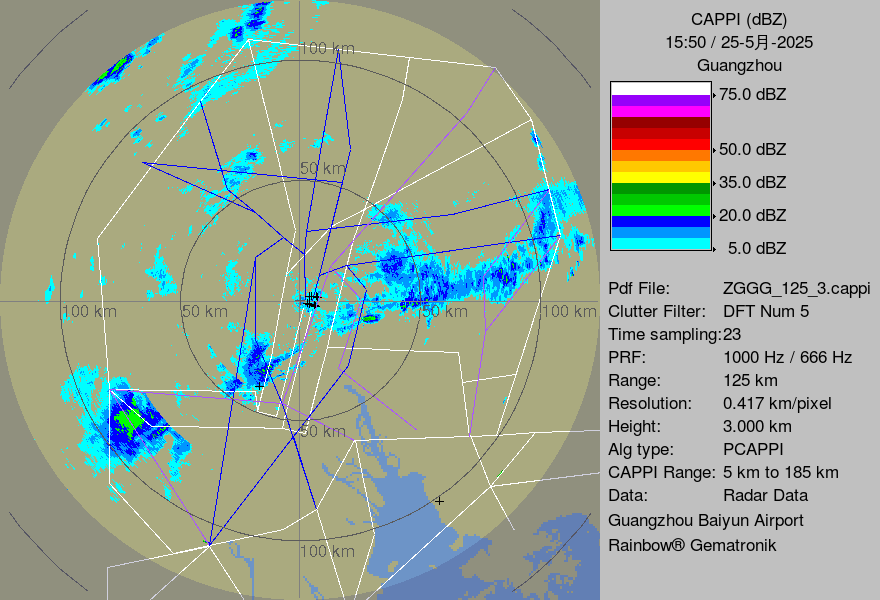 CAPPI (dBZ)
15:50 / 25-5月-2025
Guangzhou
75.0 dBZ
50.0 dBZ
35.0 dBZ
20.0 dBZ
5.0 dBZ
Pdf File: ZGGG_125_3.cappi
Clutter Filter: DFT Num 5
Time sampling:23
PRF: 1000 Hz / 666 Hz
Range: 125 km
Resolution: 0.417 km/pixel
Height: 3.000 km
Alg type: PCAPPI
CAPPI Range: 5 km to 185 km
Data: Radar Data
Guangzhou Baiyun Airport
Rainbow® Gematronik
100 km
50 km
100 km
50 km
50 km
100 km
50 km
100 km